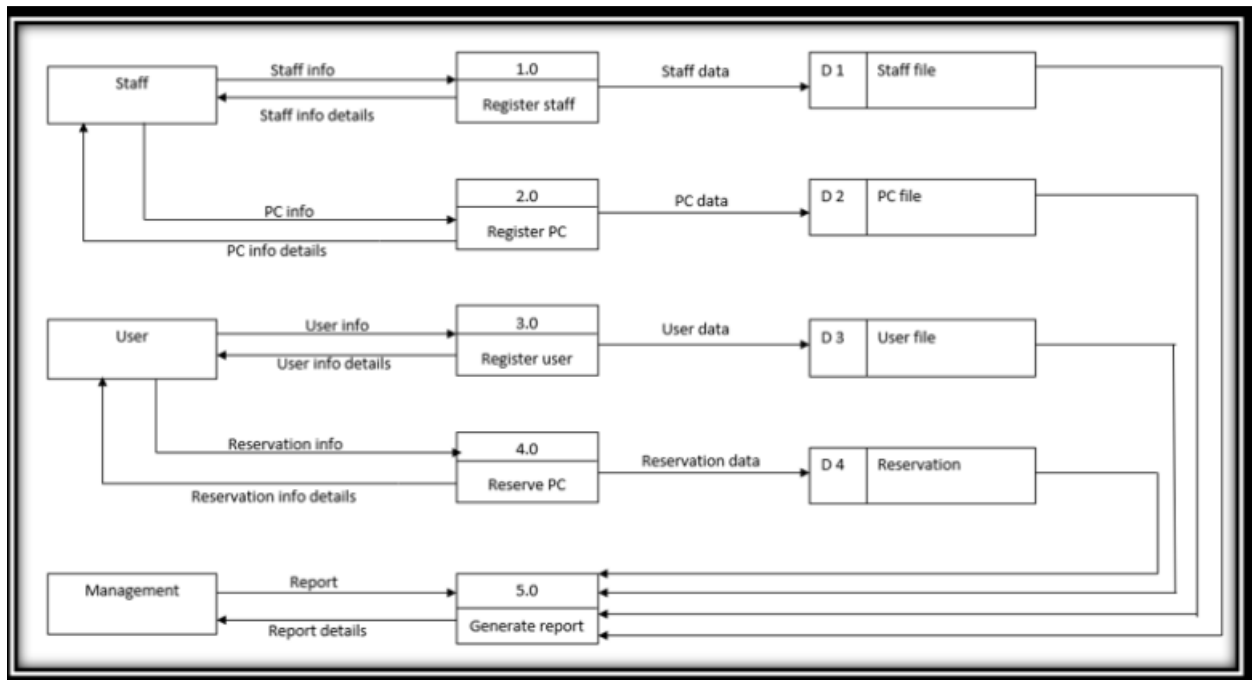 Staff
Staff info
Staff info details
1.0
Register staff
Staff data
D 1
Staff file
PC info
PC info details
2.0
Register PC
PC data
D 2
PC file
User
User info
User info details
3.0
Register user
User data
D 3
User file
Reservation info
Reservation info details
4.0
Reserve PC
Reservation data
D 4
Reservation
Management
Report
Report details
5.0
Generate report